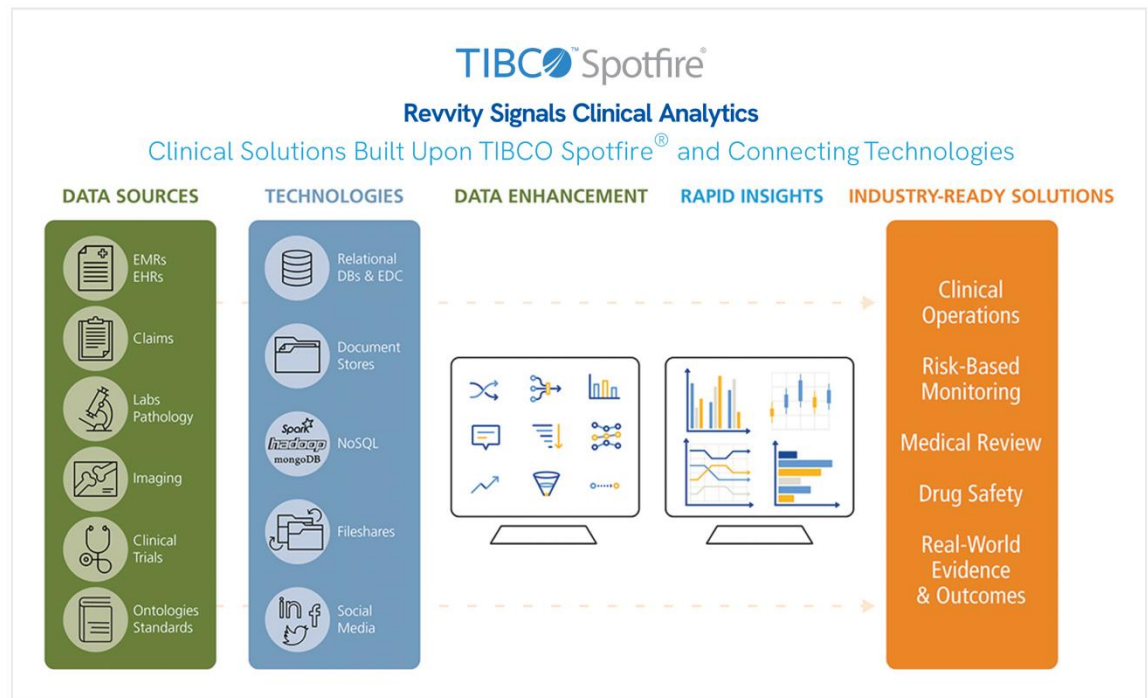 TIBCO™ Spotfire®
Revvity Signals Clinical Analytics
Clinical Solutions Built Upon TIBCO Spotfire® and Connecting Technologies
DATA SOURCES
EMRs
EHRs
Claims
Labs
Pathology
Imaging
Clinical
Trials
Ontologies
Standards
TECHNOLOGIES
Relational
DBs & EDC
Document
Stores
Spark
hadoop
mongoDB
NoSQL
Fileshares
in f
Social
Media
DATA ENHANCEMENT
RAPID INSIGHTS
INDUSTRY-READY SOLUTIONS
Clinical
Operations
Risk-Based
Monitoring
Medical Review
Drug Safety
Real-World
Evidence
& Outcomes